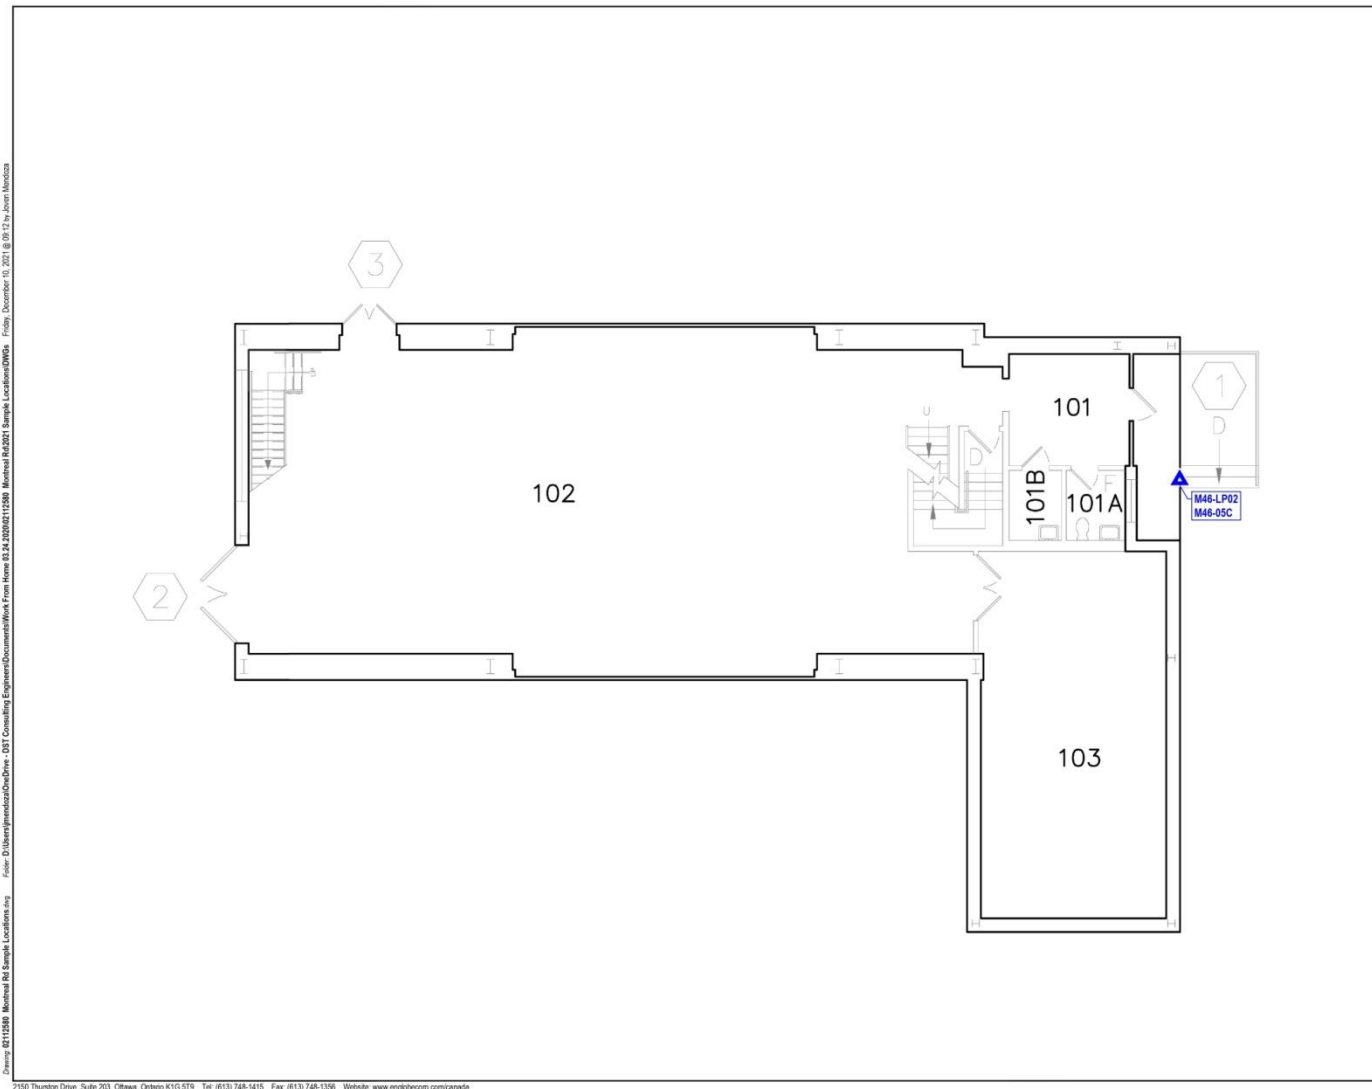 3
1
101
D
U
D
102
101B
101A
F
M46-LP02
M46-05C
2
103
Drawing: 02112580 Montreal Rd Sample Locations.dwg Folder: D:\Users\jmendoza\OneDrive - DST Consulting Engineers\Documents\Work From Home 03.24.2020\02112580 Montreal Rd\2021 Sample Locations\DWGs Friday, December 10, 2021 @ 09:12 by Joven Mendoza
2150 Thurston Drive, Suite 203, Ottawa, Ontario K1G 5T9 Tel: (613) 748-1415 Fax: (613) 748-1356 Website: www.englobecorp.com/canada